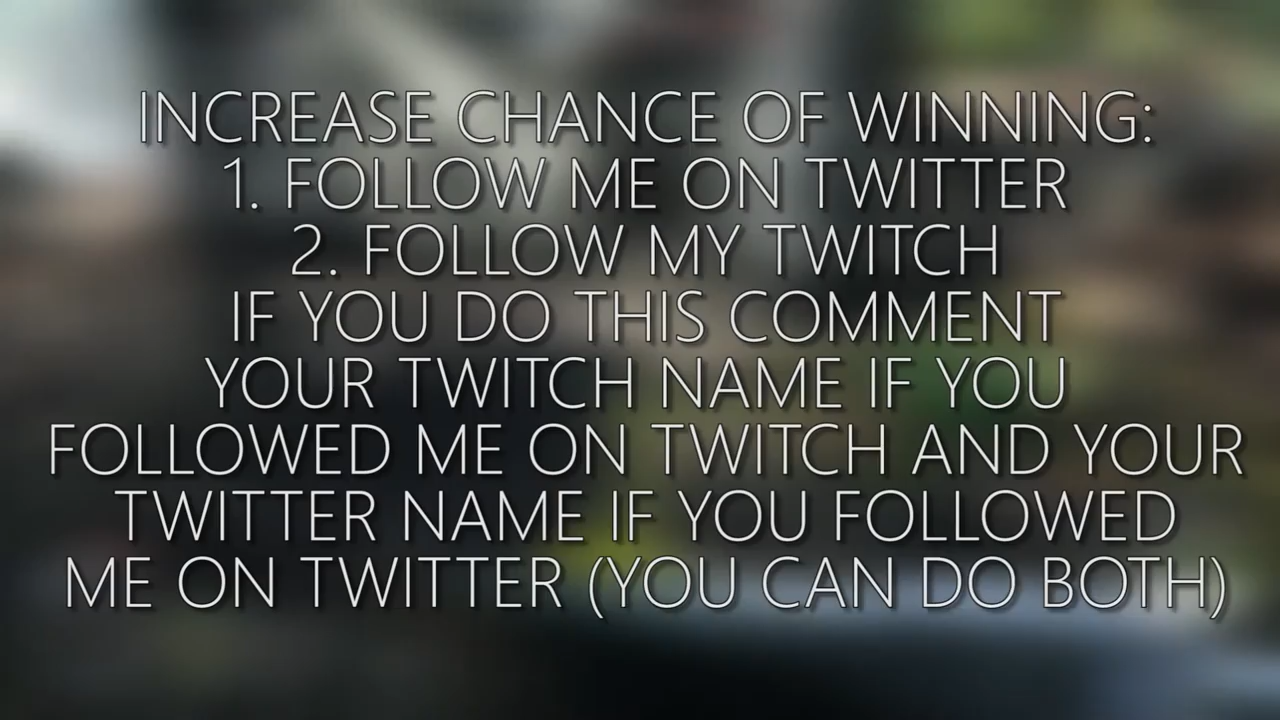 INCREASE CHANCE OF WINNING:
1. FOLLOW ME ON TWITTER
2. FOLLOW MY TWITCH
IF YOU DO THIS COMMENT
YOUR TWITCH NAME IF YOU
FOLLOWED ME ON TWITCH AND YOUR
TWITTER NAME IF YOU FOLLOWED
ME ON TWITTER (YOU CAN DO BOTH)